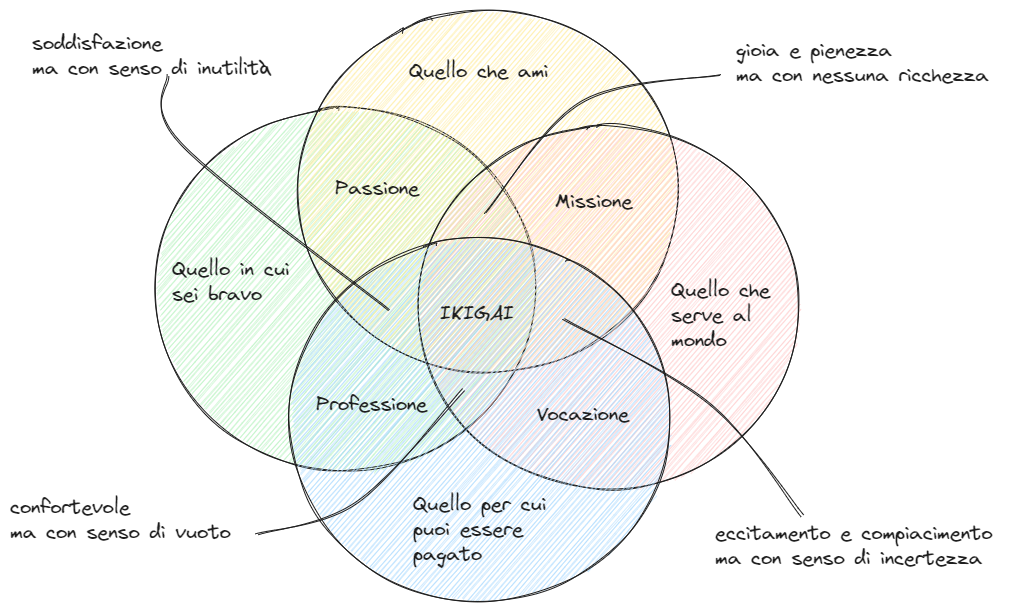 soddisfazione
ma con senso di inutilità
gioia e pienezza
ma con nessuna ricchezza
Quello che ami
Passione
Missione
Quello in cui
sei bravo
Quello che
serve al
mondo
IKIGAI
Professione
Vocazione
Quello per cui
puoi essere
pagato
confortevole
ma con senso di vuoto
eccitamento e compiacimento
ma con senso di incertezza